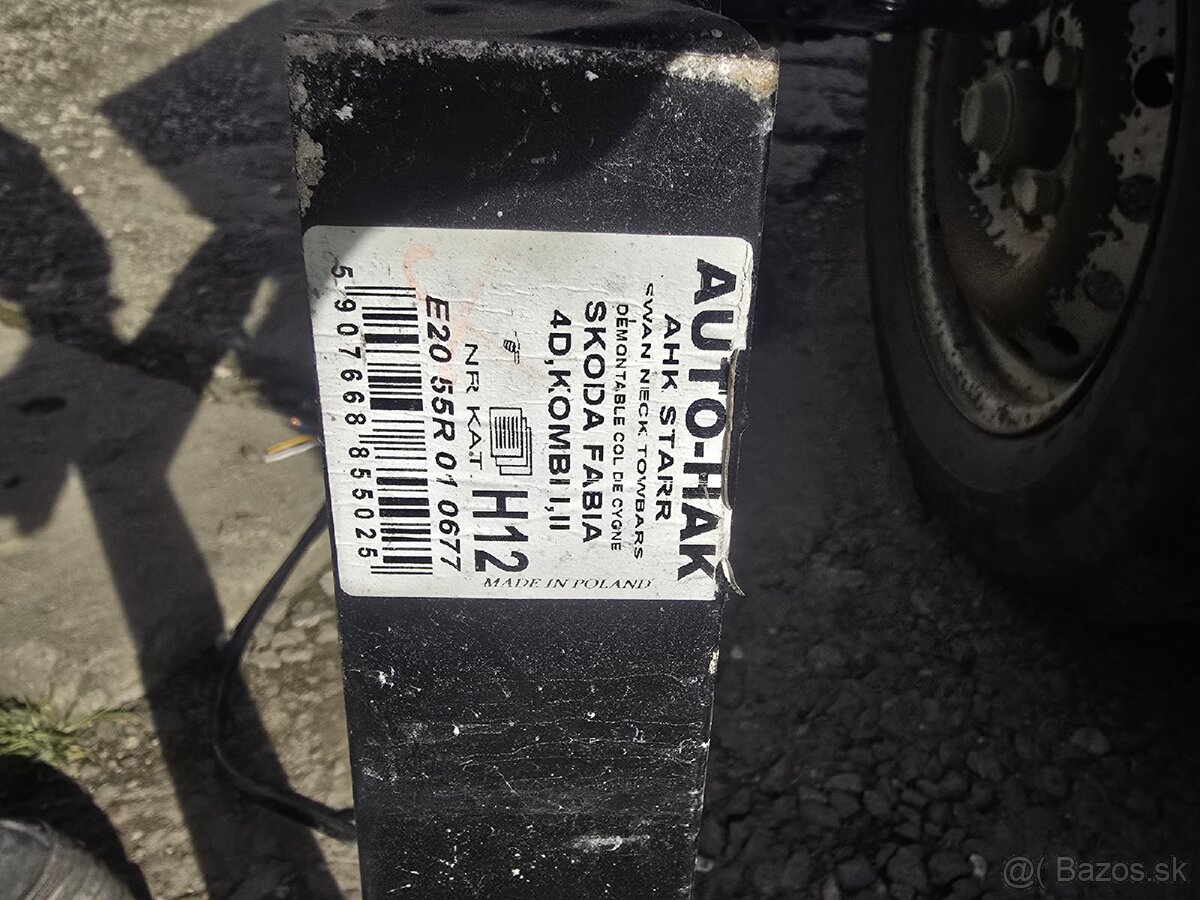 AUTO-HAK
AHK STARR
SWAN NECK TOWBARS
DÉMONTABLE COL DE CYGNE
SKODA FABIA
4D,KOMBI I,II
NR KAT H12
E20 55R 01 0677
5 907668 855025
MADE IN POLAND
@( Bazos.sk